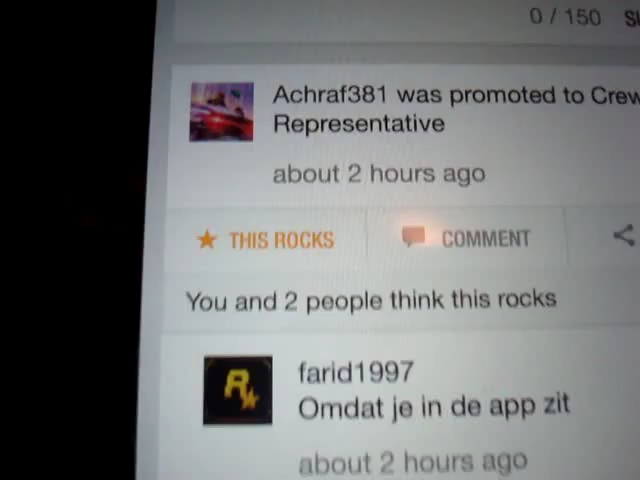 0 / 150
Achraf381 was promoted to Crew
Representative
about 2 hours ago
THIS ROCKS
COMMENT
You and 2 people think this rocks
farid1997
Omdat je in de app zit
about 2 hours ago